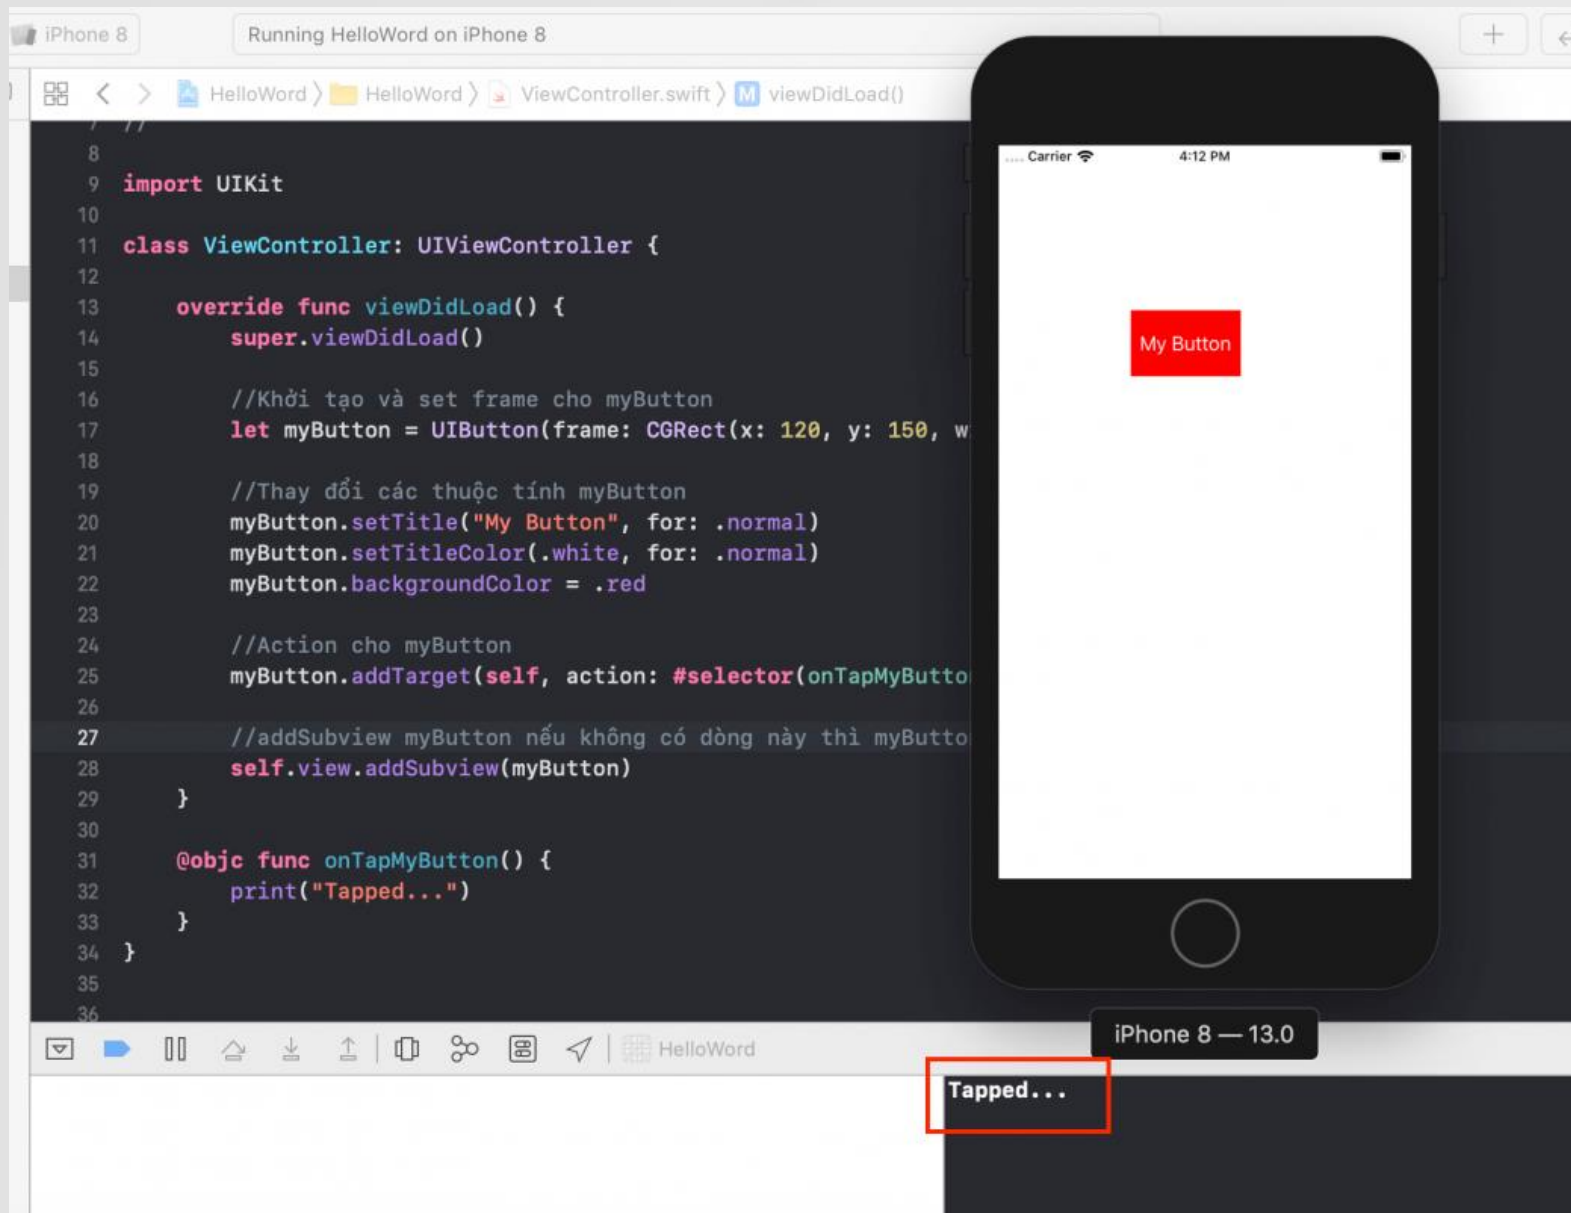 iPhone 8
Running HelloWord on iPhone 8
HelloWord
HelloWord
ViewController.swift
M viewDidLoad()
7 //
8
9 import UIKit
10
11 class ViewController: UIViewController {
12
13 override func viewDidLoad() {
14 super.viewDidLoad()
15
16 //Khởi tạo và set frame cho myButton
17 let myButton = UIButton(frame: CGRect(x: 120, y: 150, w
18
19 //Thay đổi các thuộc tính myButton
20 myButton.setTitle("My Button", for: .normal)
21 myButton.setTitleColor(.white, for: .normal)
22 myButton.backgroundColor = .red
23
24 //Action cho myButton
25 myButton.addTarget(self, action: #selector(onTapMyButto
26
27 //addSubview myButton nếu không có dòng này thì myButto
28 self.view.addSubview(myButton)
29 }
30
31 @objc func onTapMyButton() {
32 print("Tapped...")
33 }
34 }
35
36
Carrier
4:12 PM
My Button
iPhone 8 — 13.0
HelloWord
Tapped...